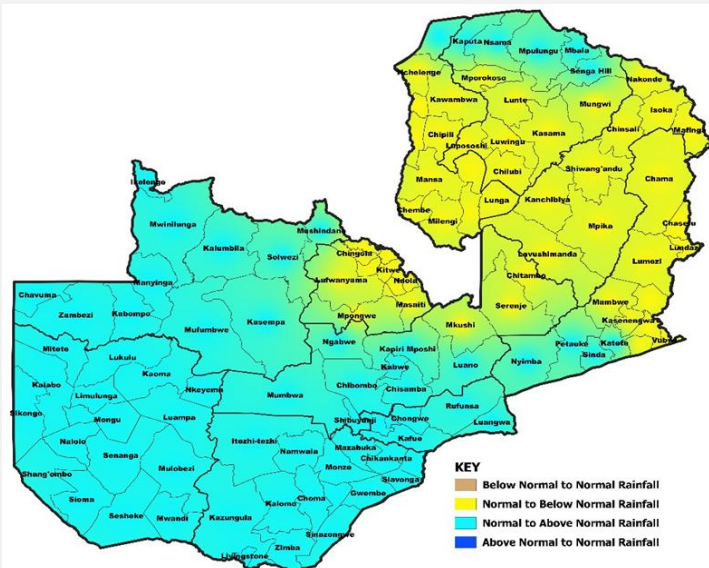 Kaputa
Nsama
Mpulungu
Mbala
Senga Hill
Nchelenge
Mporokoso
Nakonde
Kawambwa
Lunte
Mungwi
Isoka
Chipili
Lupososhi
Luwingu
Kasama
Chinsali
Mafinga
Mansa
Chilubi
Shiwang'andu
Chama
Chembe
Milengi
Lunga
Kanchibiya
Mpika
Chasefu
Lundazi
Lumezi
Lavushimanda
Chitambo
Serenje
Mambwe
Kasenengwa
Ikelengo
Mwinilunga
Kalumbila
Solwezi
Mushindano
Chingola
Kitwe
Lufwanyama
Ndola
Masaiti
Mpongwe
Mkushi
Petauke
Katete
Sinda
Nyimba
Manyinga
Chavuma
Zambezi
Kabompo
Mufumbwe
Kasempa
Ngabwe
Kapiri Mposhi
Kabwe
Luano
Mitete
Lukulu
Kaoma
Nkeyema
Mumbwa
Chibombo
Chisamba
Kalabo
Limulunga
Sikongo
Mongu
Luampa
Shibuyunji
Chongwe
Rufunsa
Luangwa
Kafue
Nalolo
Senanga
Mulobezi
Itezhi-tezhi
Namwala
Mazabuka
Chikankanta
Monze
Siavonga
Shang'ombo
Sioma
Sesheke
Mwandi
Kazungula
Kalomo
Choma
Gwembe
Sinazongwe
Zimba
Livingstone
KEY
Below Normal to Normal Rainfall
Normal to Below Normal Rainfall
Normal to Above Normal Rainfall
Above Normal to Normal Rainfall